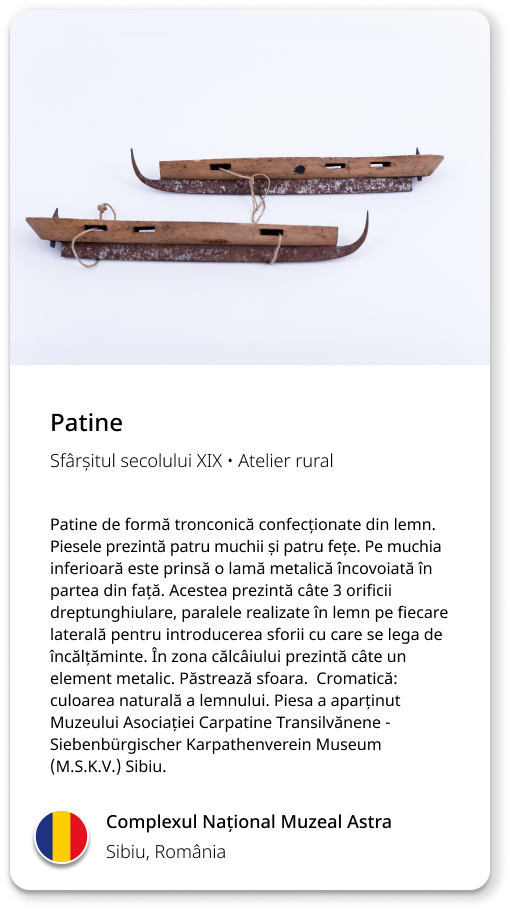 Patine
Sfârșitul secolului XIX • Atelier rural
Patine de formă tronconică confecționate din lemn.
Piesele prezintă patru muchii și patru fețe. Pe muchia
inferioară este prinsă o lamă metalică încovoiată în
partea din față. Acestea prezintă câte 3 orificii
dreptunghiulare, paralele realizate în lemn pe fiecare
laterală pentru introducerea sforii cu care se lega de
încălțăminte. În zona călcâiului prezintă câte un
element metalic. Păstrează sfoara.  Cromatică:
culoarea naturală a lemnului. Piesa a aparținut
Muzeului Asociației Carpatine Transilvănene -
Siebenbürgischer Karpathenverein Museum
(M.S.K.V.) Sibiu.
Complexul Național Muzeal Astra
Sibiu, România